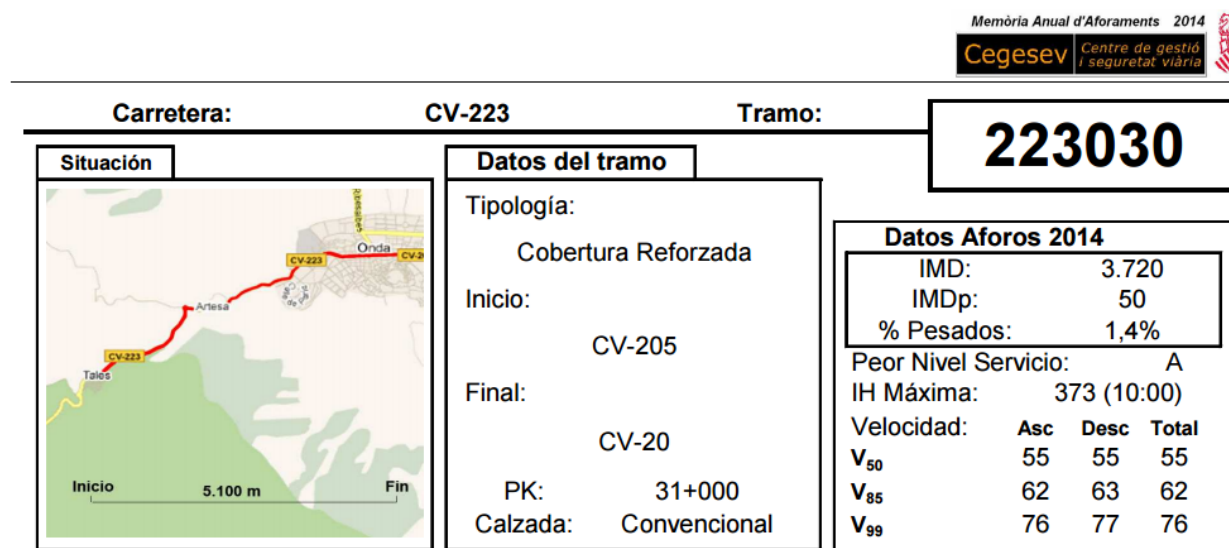 Memòria Anual d'Aforaments 2014
Cegesev
Centre de gestió
i seguretat viària
Carretera: CV-223 Tramo:
223030
Situación
Onda
CV-223
Artesa
CV-223
Tales
Inicio 5.100 m Fin
Datos del tramo
Tipología:
Cobertura Reforzada
Inicio:
CV-205
Final:
CV-20
PK: 31+000
Calzada: Convencional
Datos Aforos 2014
IMD: 3.720
IMDp: 50
% Pesados: 1,4%
Peor Nivel Servicio: A
IH Máxima: 373 (10:00)
Velocidad: Asc Desc Total
V50 55 55 55
V85 62 63 62
V99 76 77 76